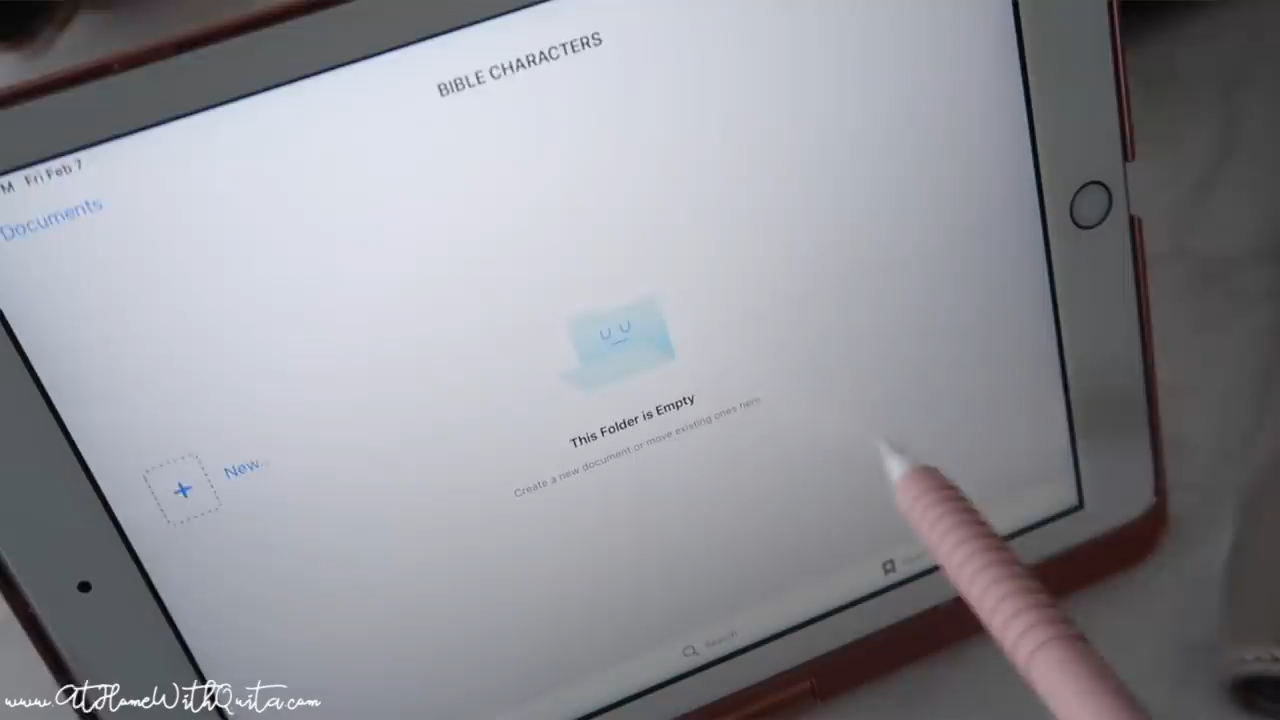 BIBLE CHARACTERS
M Fri Feb 7
Documents
This Folder is Empty
Create a new document or move existing ones here.
New...
Search
www.AtHomeWithQuita.com